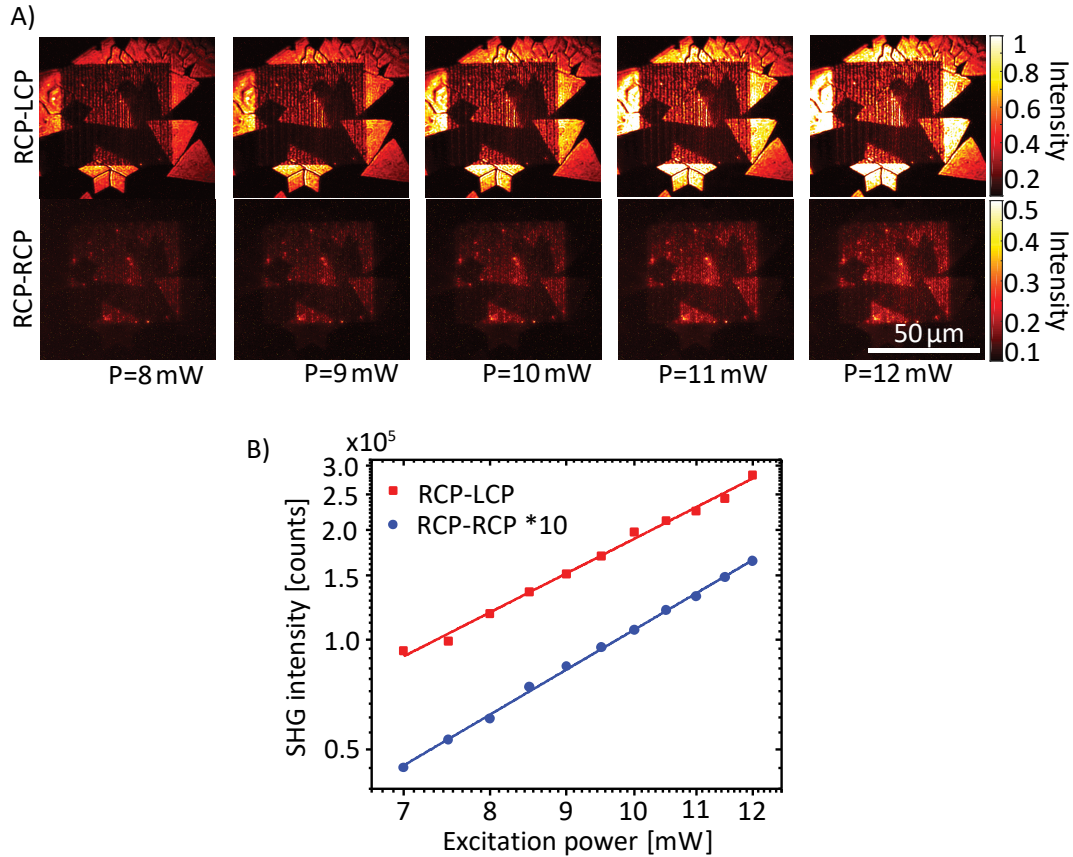 A)
RCP-LCP
1
0.8
0.6
0.4
0.2
Intensity
RCP-RCP
50 µm
0.5
0.4
0.3
0.2
0.1
Intensity
P=8 mW
P=9 mW
P=10 mW
P=11 mW
P=12 mW
B)
x10⁵
3.0
2.5
2.0
1.5
1.0
0.5
SHG intensity [counts]
RCP-LCP
RCP-RCP *10
7
8
9
10
11
12
Excitation power [mW]